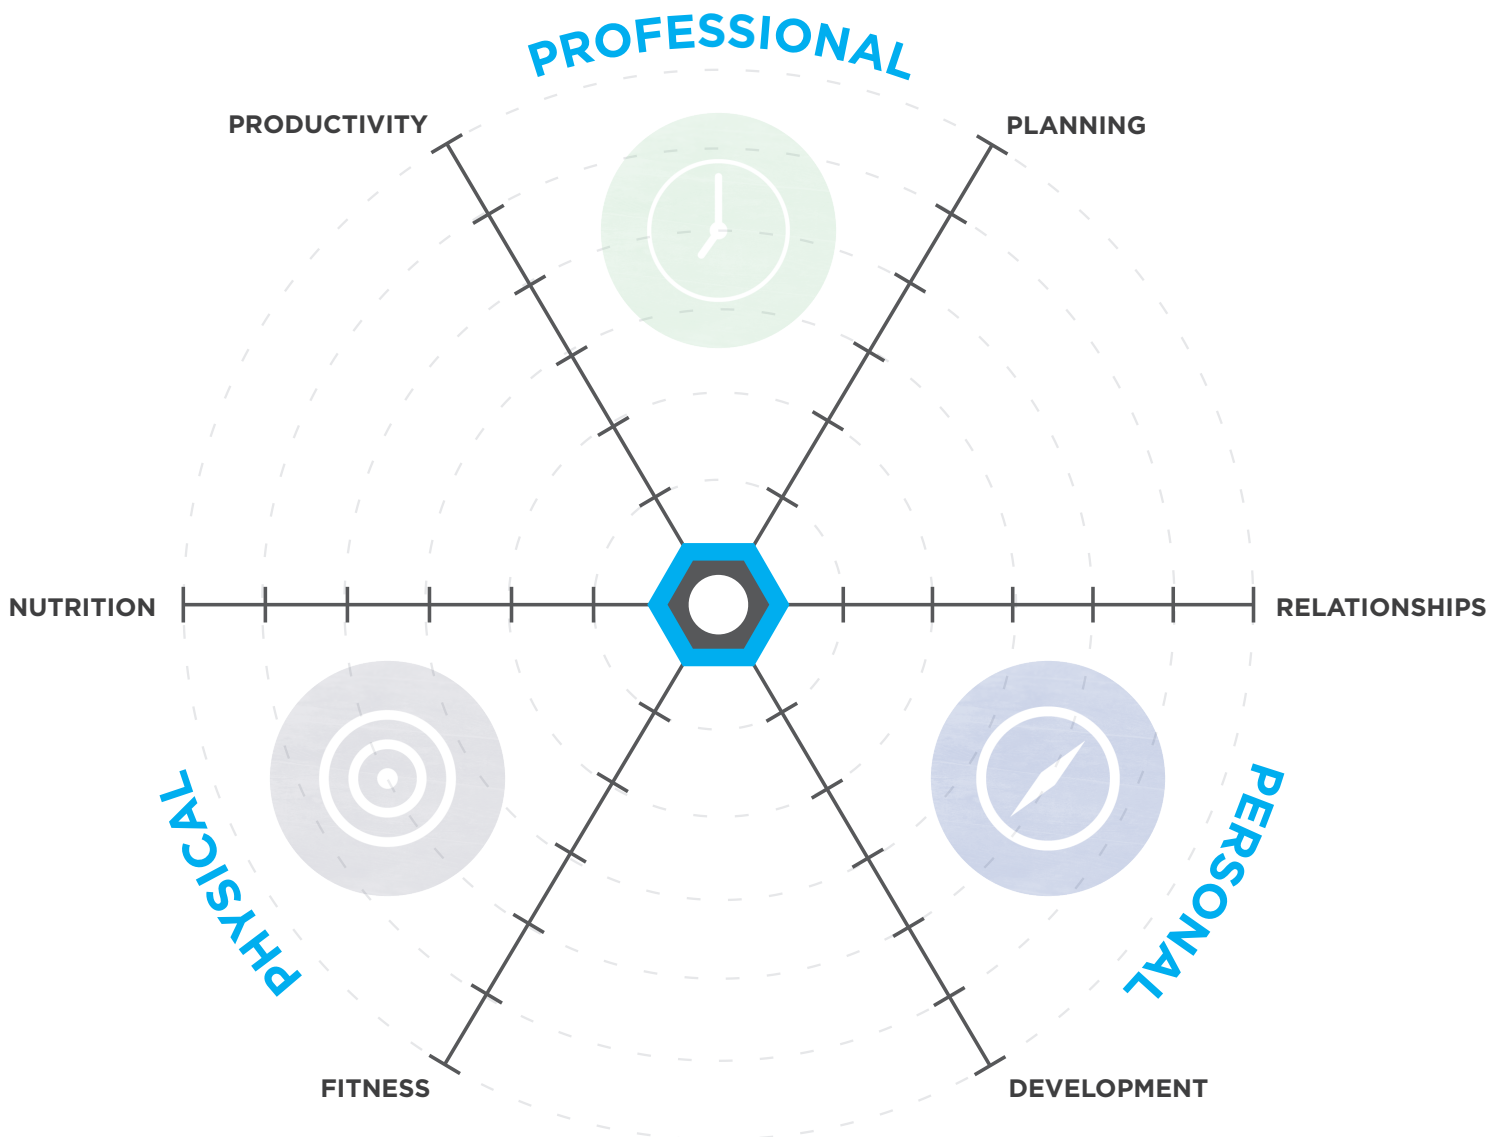 PROFESSIONAL
PRODUCTIVITY
PLANNING
NUTRITION
RELATIONSHIPS
PHYSICAL
PERSONAL
FITNESS
DEVELOPMENT